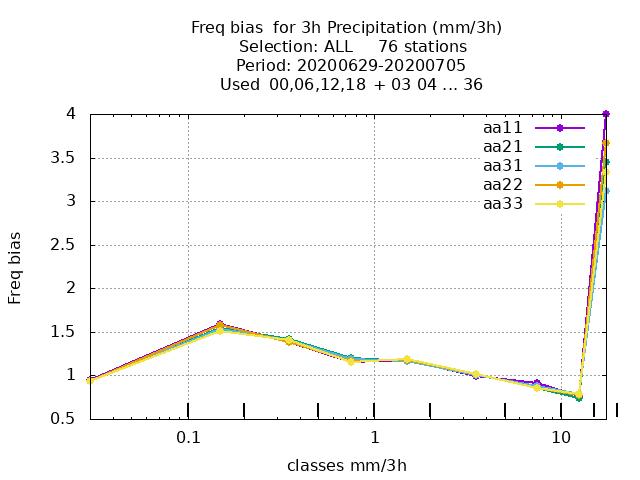 Freq bias  for 3h Precipitation (mm/3h)
Selection: ALL     76 stations
Period: 20200629-20200705
Used  00,06,12,18  + 03 04 ... 36
aa11
aa21
aa31
aa22
aa33
4
3.5
3
2.5
2
1.5
1
0.5
Freq bias
0.1
1
10
classes mm/3h